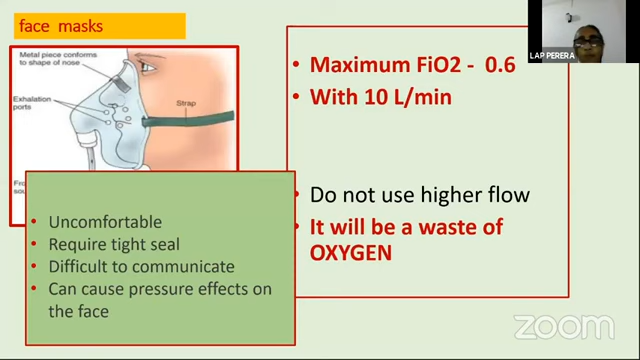 face masks
Metal piece conforms
to shape of nose
Exhalation
ports
Strap
Uncomfortable
Require tight seal
Difficult to communicate
Can cause pressure effects on
the face
Maximum FiO2 - 0.6
With 10 L/min
Do not use higher flow
It will be a waste of
OXYGEN
LAP PERERA
zoom